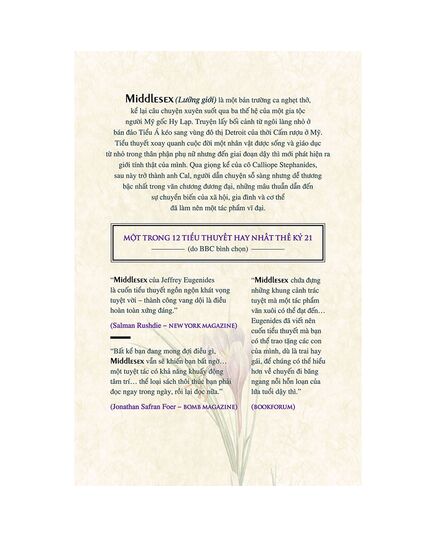 Middlesex (Lưỡng giới) là một bản trường ca nghẹt thở,
kể lại câu chuyện xuyên suốt qua ba thế hệ của một gia tộc
người Mỹ gốc Hy Lạp. Truyện lấy bối cảnh từ ngôi làng nhỏ ở
bán đảo Tiểu Á kéo sang vùng đô thị Detroit của thời Cấm rượu ở Mỹ.
Tiểu thuyết xoay quanh cuộc đời một nhân vật được sống và giáo dục
từ nhỏ trong thân phận phụ nữ nhưng đến giai đoạn dậy thì mới phát hiện ra
giới tính thật của mình. Qua giọng kể của cô Calliope Stephanides,
sau này trở thành anh Cal, người dẫn chuyện sỗ sàng nhưng dễ thương
bậc nhất trong văn chương đương đại, những mâu thuẫn dẫn đến
sự chuyển biến của xã hội, gia đình và cơ thể
đã làm nên một tác phẩm vĩ đại.
MỘT TRONG 12 TIỂU THUYẾT HAY NHẤT THẾ KỶ 21
(do BBC bình chọn)
“Middlesex của Jeffrey Eugenides
là cuốn tiểu thuyết ngồn ngộn khát vọng
tuyệt vời – thành công vang dội là điều
hoàn toàn xứng đáng.”
(Salman Rushdie – NEW YORK MAGAZINE)
“Bất kể bạn đang mong đợi điều gì,
Middlesex vẫn sẽ khiến bạn bất ngờ…
một tuyệt tác có khả năng khuấy động
tâm trí… thể loại sách thôi thúc bạn phải
đọc ngay trong ngày, rồi lại đọc nữa.”
(Jonathan Safran Foer – BOMB MAGAZINE)
“Middlesex chứa đựng
những khung cảnh trác
tuyệt mà một tác phẩm
văn xuôi có thể đạt đến…
Eugenides đã viết nên
cuốn tiểu thuyết mà bạn
có thể trao tặng các con
của mình, dù là trai hay
gái, để chúng có thể hiểu
hơn về chuyến đi băng
ngang nỗi hỗn loạn của
lứa tuổi dậy thì.”
(BOOKFORUM)